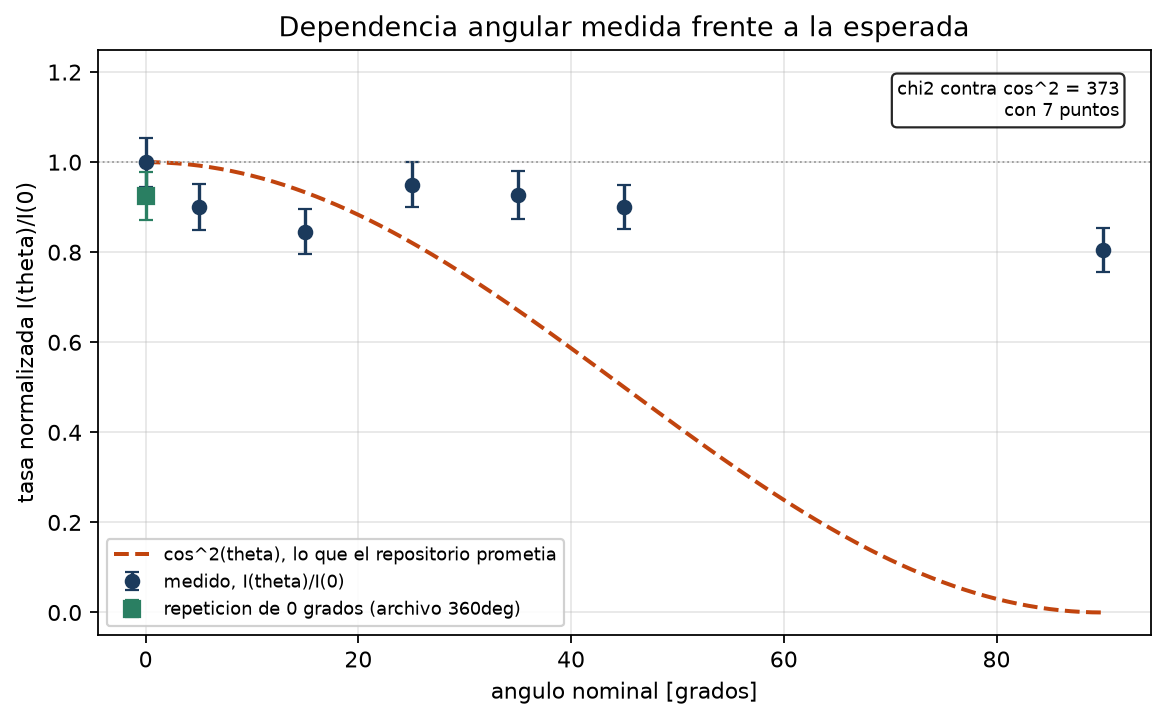 Dependencia angular medida frente a la esperada
chi2 contra cos^2 = 373
con 7 puntos
1.2
1.0
0.8
0.6
0.4
0.2
0.0
tasa normalizada I(theta)/I(0)
cos^2(theta), lo que el repositorio prometia
medido, I(theta)/I(0)
repeticion de 0 grados (archivo 360deg)
0 20 40 60 80
angulo nominal [grados]